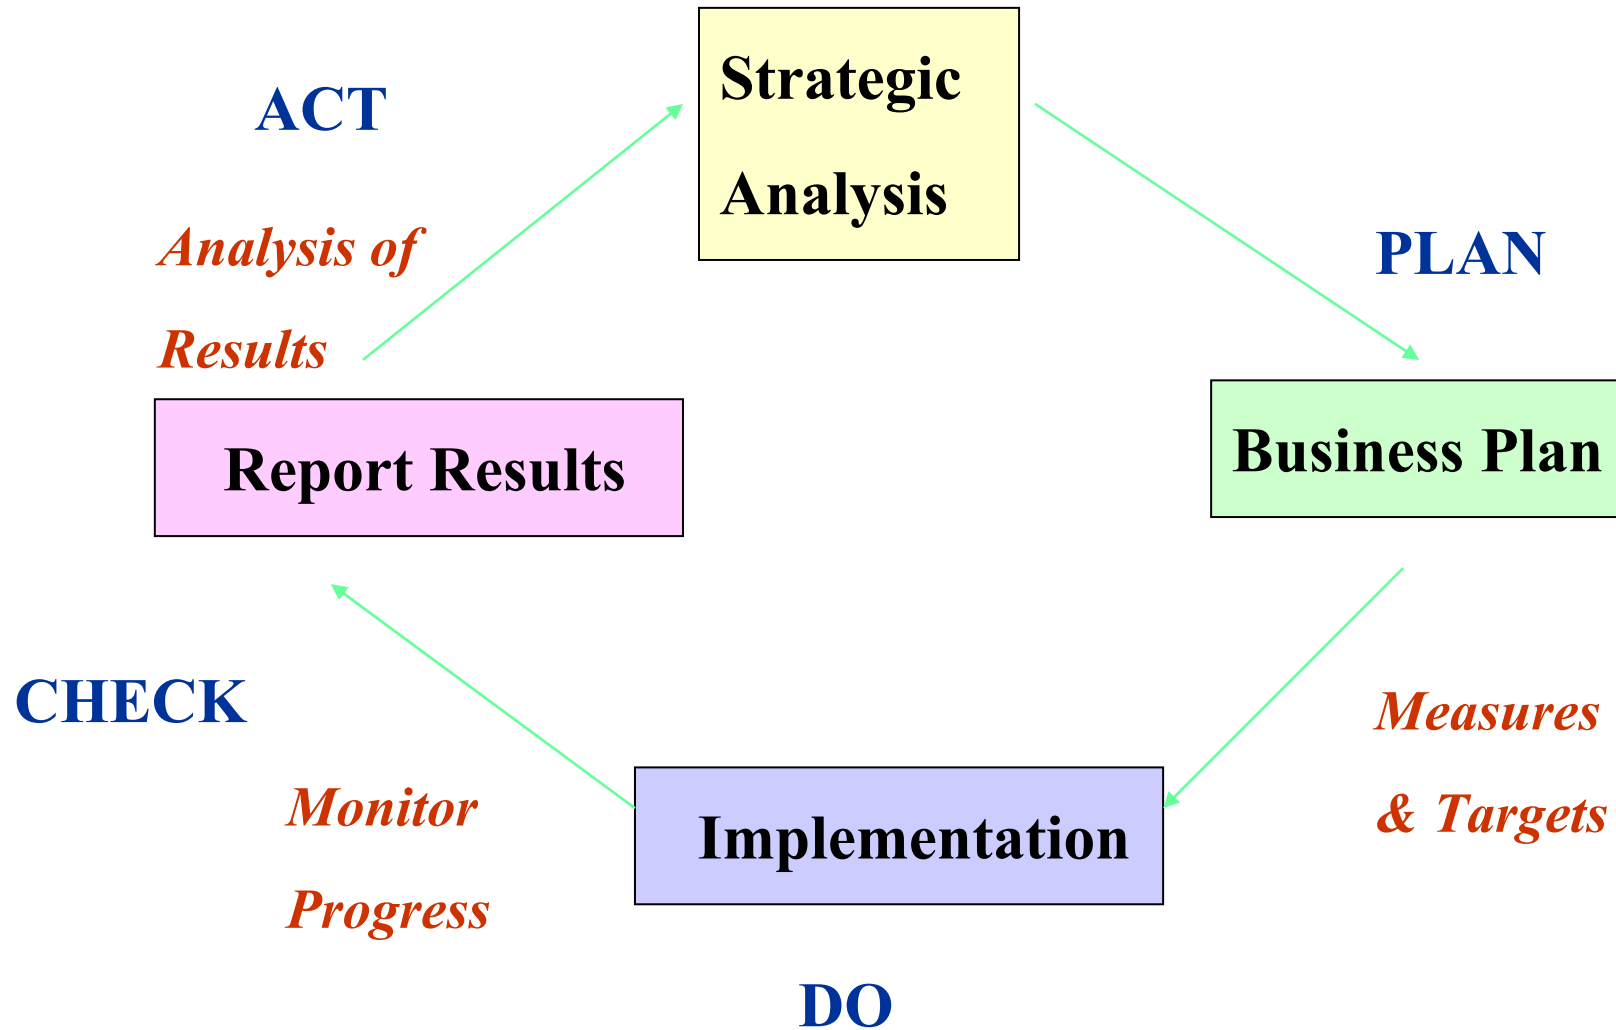 Strategic
Analysis
ACT
Analysis of
Results
PLAN
Report Results
Business Plan
CHECK
Monitor
Progress
Implementation
Measures
& Targets
DO